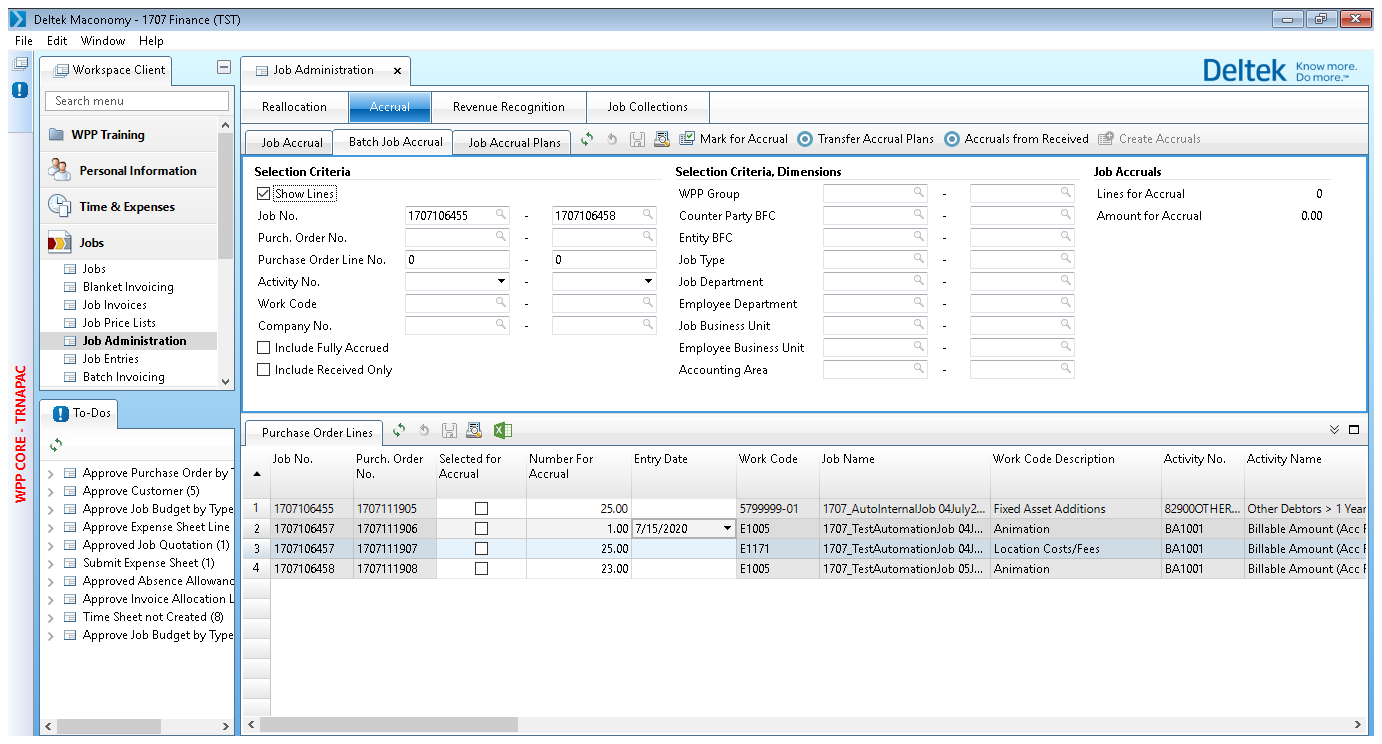 Deltek Maconomy - 1707 Finance (TST)
File Edit Window Help
WPP CORE - TRNAPAC
Workspace Client
Search menu
WPP Training
Personal Information
Time & Expenses
Jobs
Jobs
Blanket Invoicing
Job Invoices
Job Price Lists
Job Administration
Job Entries
Batch Invoicing
To-Dos
Approve Purchase Order by T
Approve Customer (5)
Approve Job Budget by Type
Approve Expense Sheet Line
Approved Job Quotation (1)
Submit Expense Sheet (1)
Approved Absence Allowanc
Approve Invoice Allocation L
Time Sheet not Created (8)
Approve Job Budget by Type
Job Administration x
Deltek Know more. Do more.™
Reallocation Accrual Revenue Recognition Job Collections
Job Accrual Batch Job Accrual Job Accrual Plans Mark for Accrual Transfer Accrual Plans Accruals from Received Create Accruals
Selection Criteria
Show Lines
Job No. 1707106455 - 1707106458
Purch. Order No. -
Purchase Order Line No. 0 - 0
Activity No. -
Work Code -
Company No. -
Include Fully Accrued
Include Received Only
Selection Criteria, Dimensions
WPP Group -
Counter Party BFC -
Entity BFC -
Job Type -
Job Department -
Employee Department -
Job Business Unit -
Employee Business Unit -
Accounting Area -
Job Accruals
Lines for Accrual 0
Amount for Accrual 0.00
Purchase Order Lines
Job No. Purch. Order No. Selected for Accrual Number For Accrual Entry Date Work Code Job Name Work Code Description Activity No. Activity Name
1 1707106455 1707111905 25.00 5799999-01 1707_AutoInternalJob 04July2... Fixed Asset Additions 82900OTHER... Other Debtors > 1 Year
2 1707106457 1707111906 1.00 7/15/2020 E1005 1707_TestAutomationJob 04J... Animation BA1001 Billable Amount (Acc F
3 1707106457 1707111907 25.00 E1171 1707_TestAutomationJob 04J... Location Costs/Fees BA1001 Billable Amount (Acc F
4 1707106458 1707111908 23.00 E1005 1707_TestAutomationJob 05J... Animation BA1001 Billable Amount (Acc F